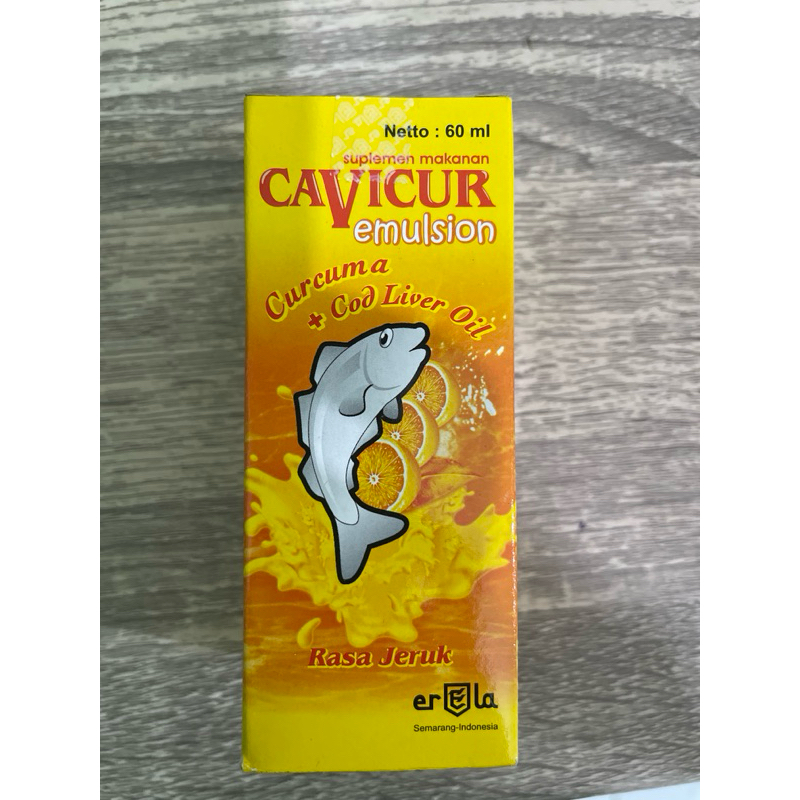 Netto : 60 ml
suplemen makanan
CAVICUR
emulsion
Curcuma
+ Cod Liver Oil
Rasa Jeruk
erela
Semarang-Indonesia